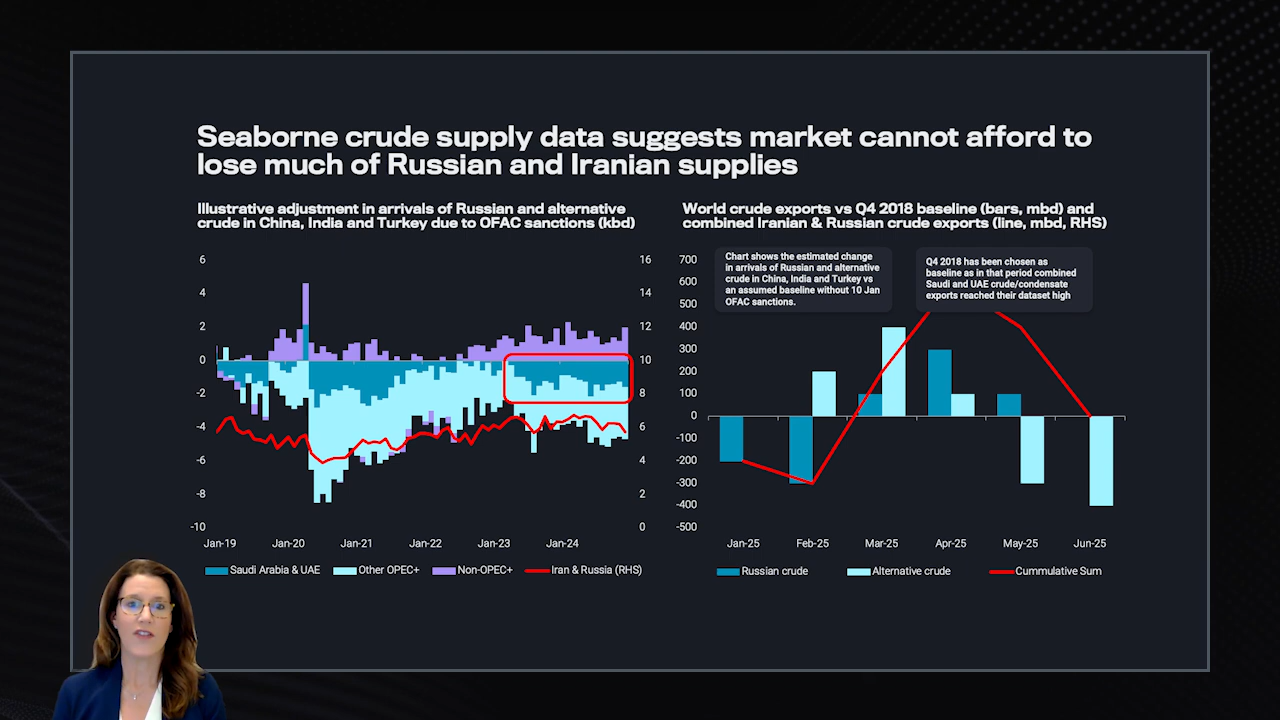 Seaborne crude supply data suggests market cannot afford to
lose much of Russian and Iranian supplies
Illustrative adjustment in arrivals of Russian and alternative
crude in China, India and Turkey due to OFAC sanctions (kbd)
6
4
2
0
-2
-4
-6
-8
-10
16
14
12
10
8
6
4
2
0
Jan-19
Jan-20
Jan-21
Jan-22
Jan-23
Jan-24
Saudi Arabia & UAE
Other OPEC+
Non-OPEC+
Iran & Russia (RHS)
World crude exports vs Q4 2018 baseline (bars, mbd) and
combined Iranian & Russian crude exports (line, mbd, RHS)
Chart shows the estimated change
in arrivals of Russian and alternative
crude in China, India and Turkey vs
an assumed baseline without 10 Jan
OFAC sanctions.
Q4 2018 has been chosen as
baseline as in that period combined
Saudi and UAE crude/condensate
exports reached their dataset high
700
600
500
400
300
200
100
0
-100
-200
-300
-400
-500
Jan-25
Feb-25
Mar-25
Apr-25
May-25
Jun-25
Russian crude
Alternative crude
Cummulative Sum